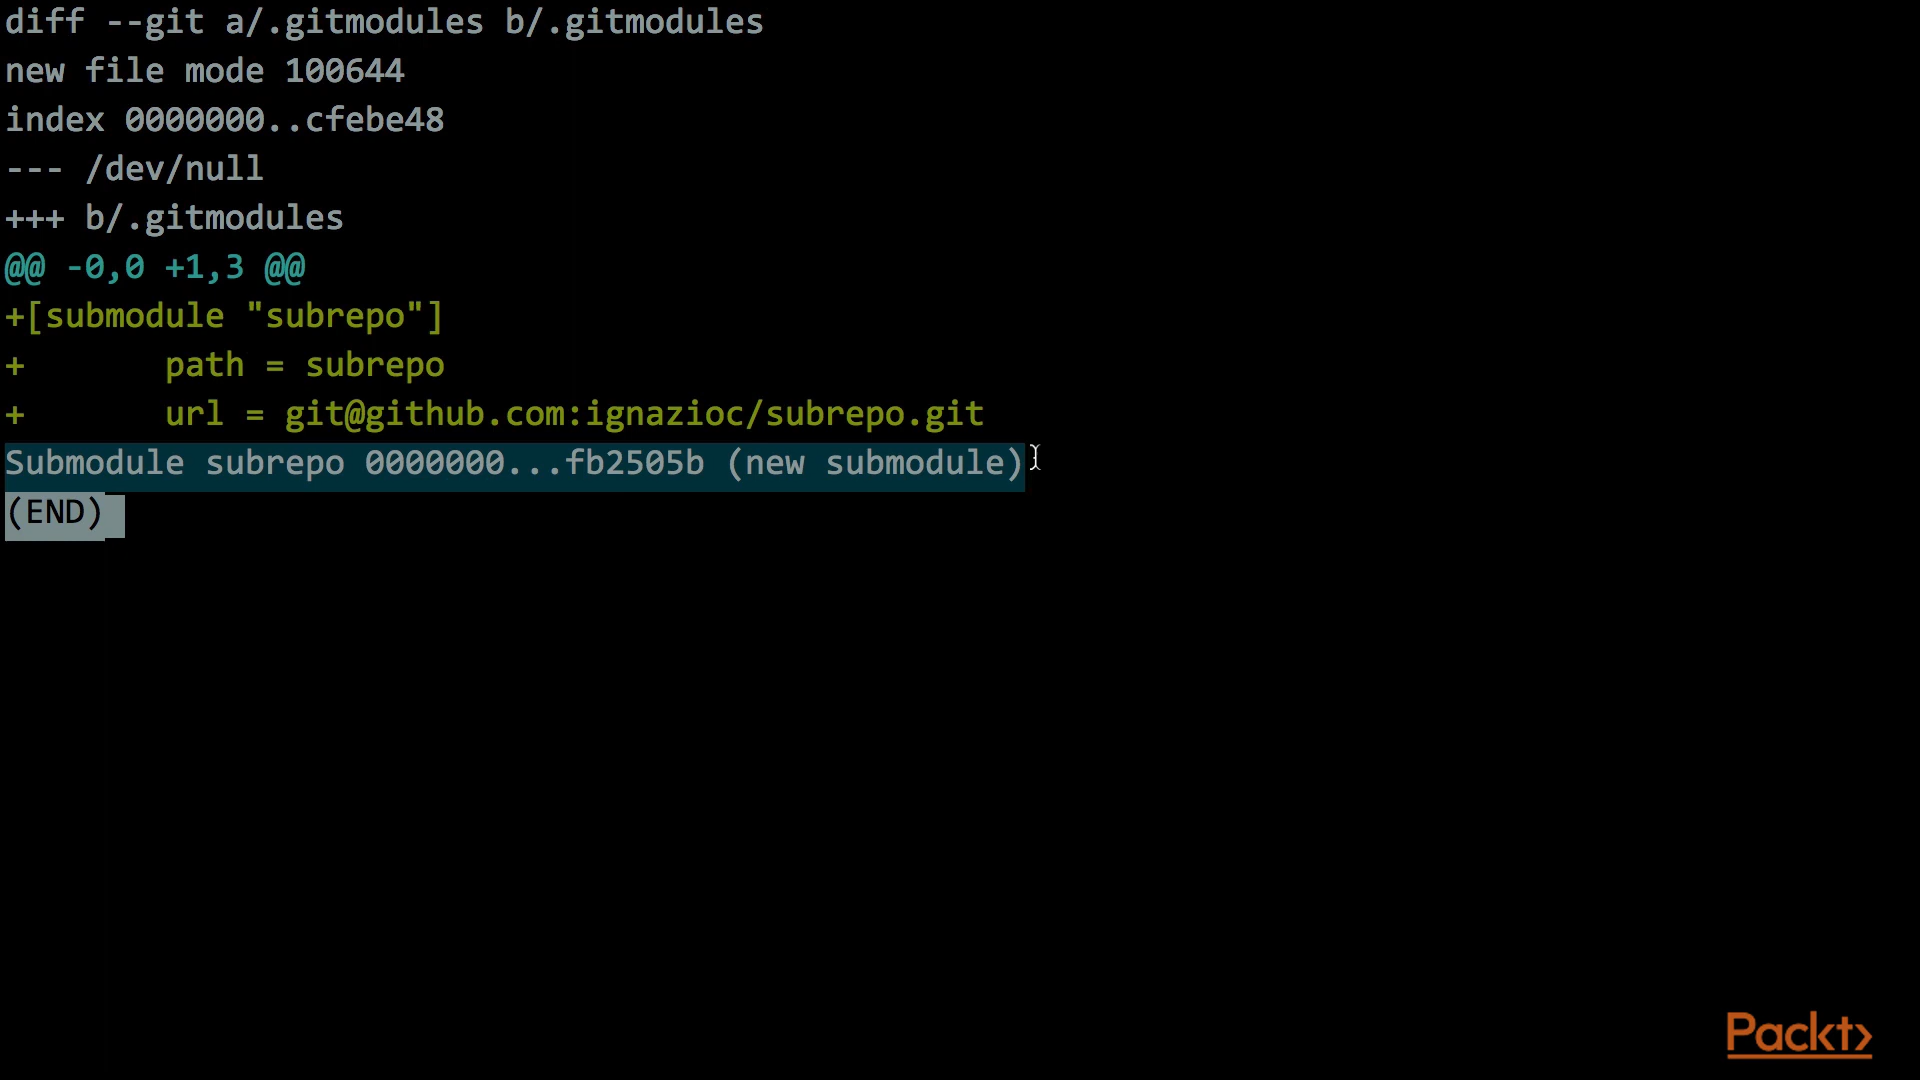 diff --git a/.gitmodules b/.gitmodules
new file mode 100644
index 0000000..cfebe48
--- /dev/null
+++ b/.gitmodules
@@ -0,0 +1,3 @@
+[submodule "subrepo"]
+       path = subrepo
+       url = git@github.com:ignazioc/subrepo.git
Submodule subrepo 0000000...fb2505b (new submodule)
(END)
Packt>